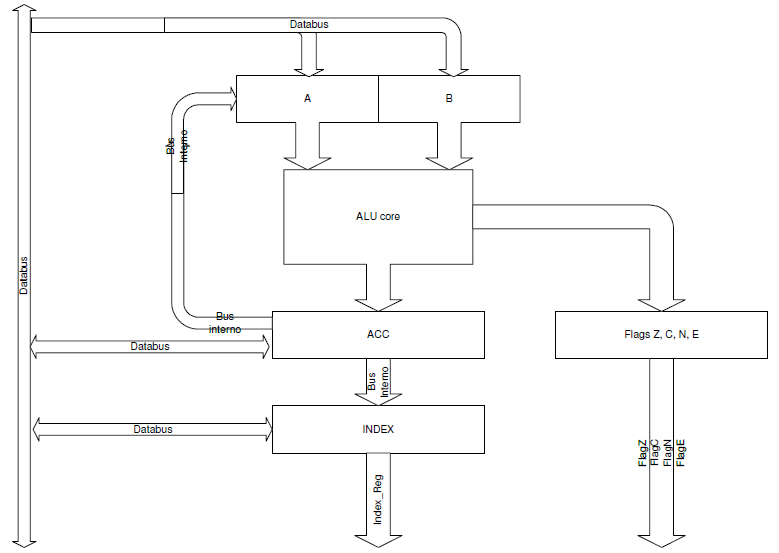 Databus
A
B
Bus
Interno
ALU core
Databus
Bus
interno
ACC
Flags Z, C, N, E
Databus
Bus
Interno
Databus
INDEX
FlagZ
FlagC
FlagN
FlagE
Index_Reg